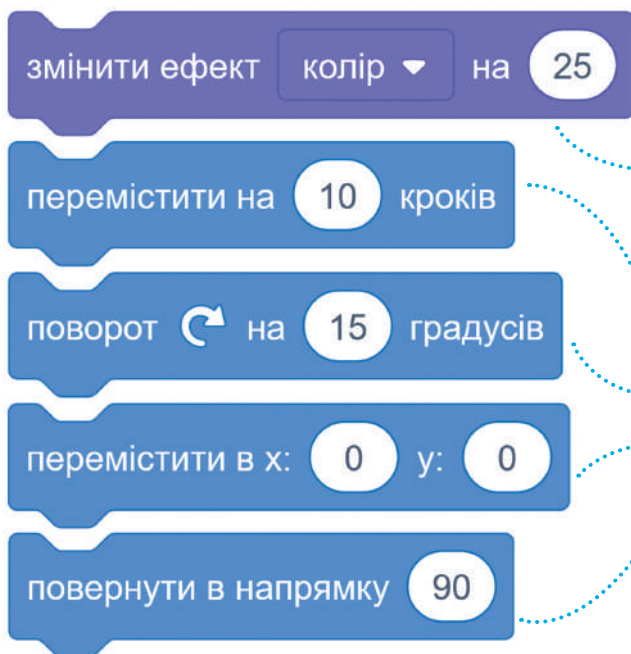 змінити ефект колір на 25
перемістити на 10 кроків
поворот на 15 градусів
перемістити в x: 0 y: 0
повернути в напрямку 90